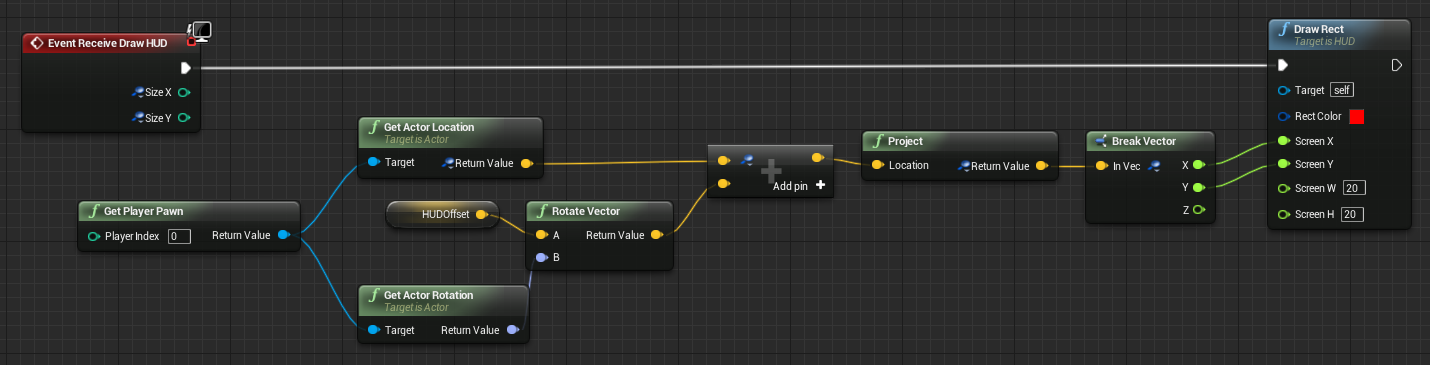 Event Receive Draw HUD
Size X
Size Y
Get Player Pawn
Player Index 0 Return Value
Get Actor Location
Target is Actor
Target Return Value
HUDOffset
Get Actor Rotation
Target is Actor
Target Return Value
Rotate Vector
A Return Value
B
Add pin
Project
Location Return Value
Break Vector
In Vec X
Y
Z
Draw Rect
Target is HUD
Target self
Rect Color
Screen X
Screen Y
Screen W 20
Screen H 20